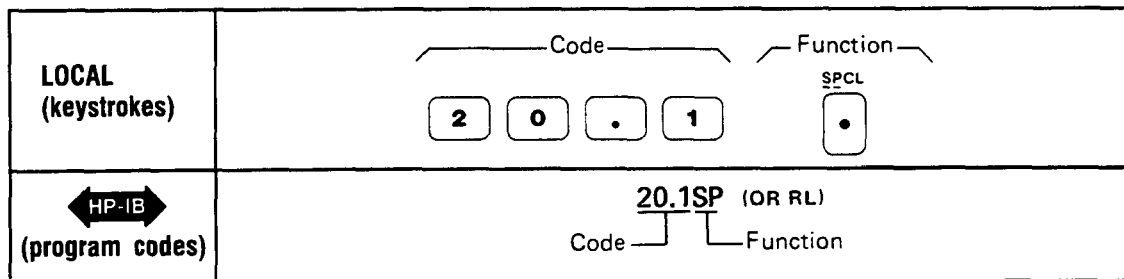 LOCAL
(keystrokes)
Code
Function
SPCL
2 0 . 1
HP-IB
(program codes)
20.1SP (OR RL)
Code
Function